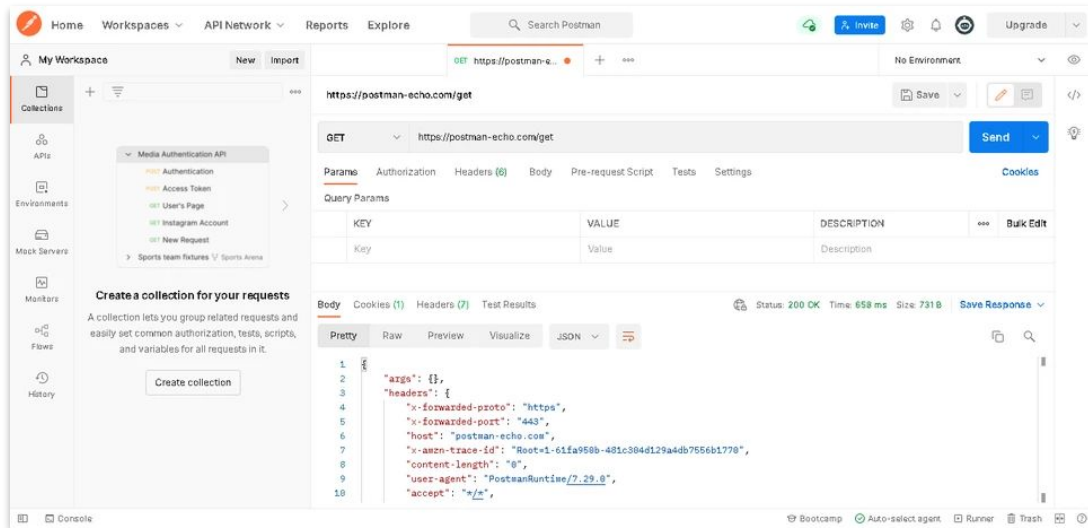 Home Workspaces API Network Reports Explore Search Postman Invite Upgrade
My Workspace New Import GET https://postman-e... No Environment
Collections
APIs
Environments
Mock Servers
Monitors
Flows
History
Media Authentication API
POST Authentication
POST Access Token
GET User's Page
GET Instagram Account
GET New Request
Sports team fixtures Sports Arena
Create a collection for your requests
A collection lets you group related requests and
easily set common authorization, tests, scripts,
and variables for all requests in it.
Create collection
https://postman-echo.com/get Save
GET https://postman-echo.com/get Send
Params Authorization Headers (6) Body Pre-request Script Tests Settings Cookies
Query Params
KEY VALUE DESCRIPTION Bulk Edit
Key Value Description
Body Cookies (1) Headers (7) Test Results Status: 200 OK Time: 658 ms Size: 731 B Save Response
Pretty Raw Preview Visualize JSON
1 {
2 "args": {},
3 "headers": {
4 "x-forwarded-proto": "https",
5 "x-forwarded-port": "443",
6 "host": "postman-echo.com",
7 "x-amzn-trace-id": "Root=1-61fa950b-481c304d129a4db7556b1770",
8 "content-length": "0",
9 "user-agent": "PostmanRuntime/7.29.0",
10 "accept": "*/*",
Console Bootcamp Auto-select agent Runner Trash